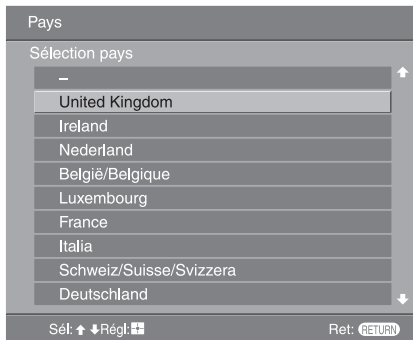 Pays
Sélection pays
–
United Kingdom
Ireland
Nederland
België/Belgique
Luxembourg
France
Italia
Schweiz/Suisse/Svizzera
Deutschland
Sél: Régl: Ret: RETURN